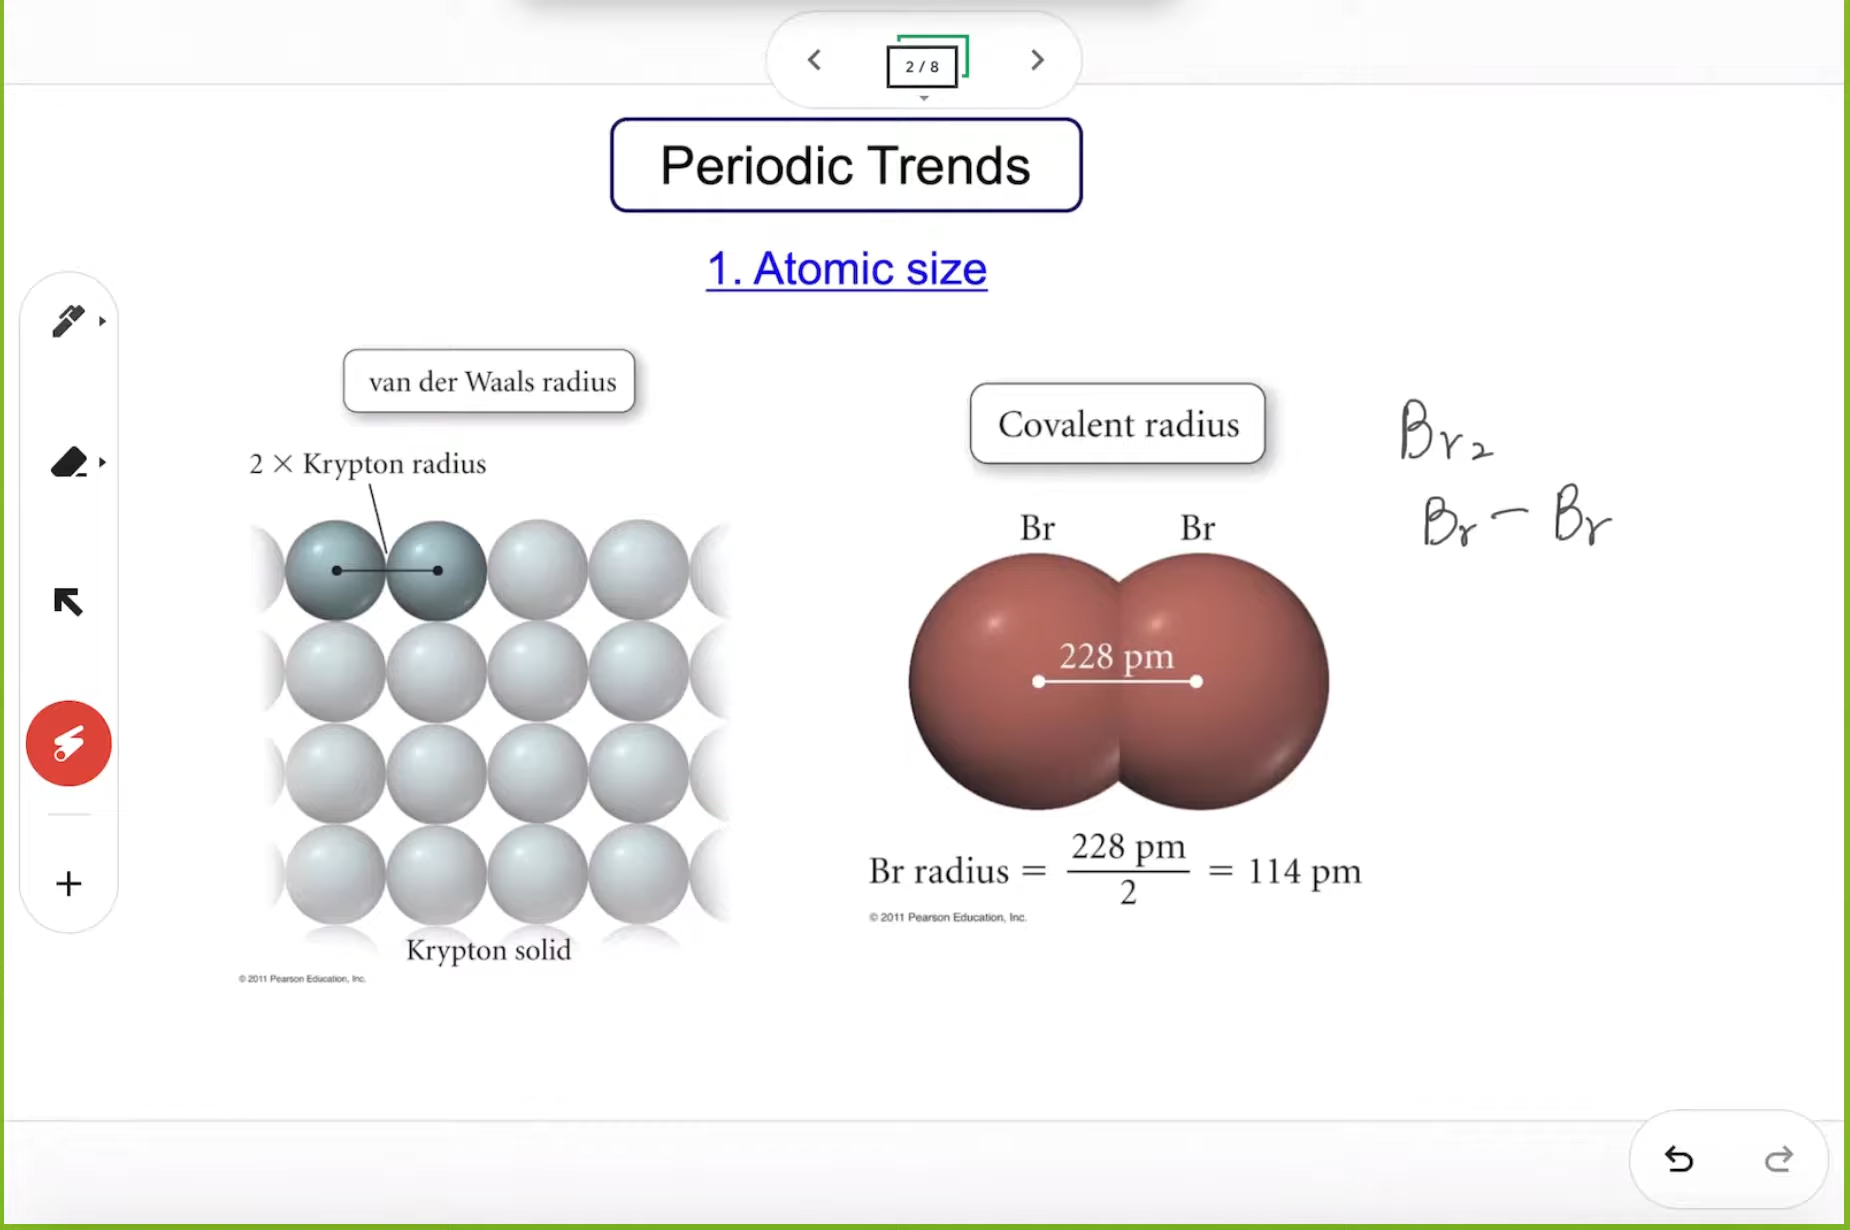 2 / 8
Periodic Trends
1. Atomic size
van der Waals radius
2 × Krypton radius
Krypton solid
© 2011 Pearson Education, Inc.
Covalent radius
Br Br
228 pm
Br radius = 228 pm / 2 = 114 pm
© 2011 Pearson Education, Inc.
Br₂
Br – Br